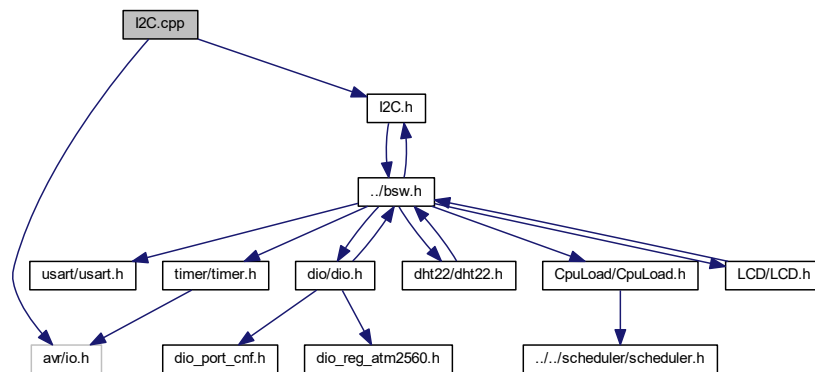 I2C.cpp
I2C.h
../bsw.h
usart/usart.h
timer/timer.h
dio/dio.h
dht22/dht22.h
CpuLoad/CpuLoad.h
LCD/LCD.h
avr/io.h
dio_port_cnf.h
dio_reg_atm2560.h
../../scheduler/scheduler.h